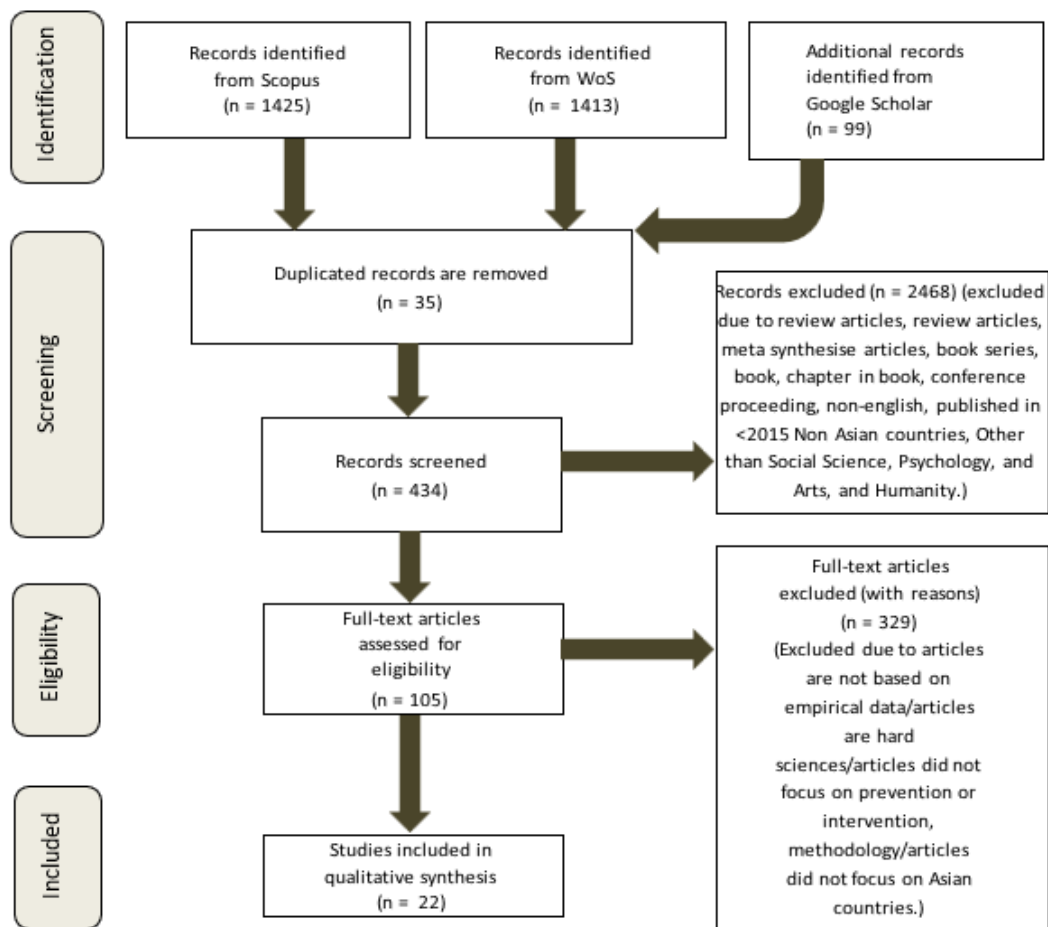 Identification
Records identified
from Scopus
(n = 1425)
Records identified
from WoS
(n = 1413)
Additional records
identified from
Google Scholar
(n = 99)
Screening
Duplicated records are removed
(n = 35)
Records excluded (n = 2468) (excluded
due to review articles, review articles,
meta synthesise articles, book series,
book, chapter in book, conference
proceeding, non-english, published in
<2015 Non Asian countries, Other
than Social Science, Psychology, and
Arts, and Humanity.)
Records screened
(n = 434)
Eligibility
Full-text articles
assessed for
eligibility
(n = 105)
Full-text articles
excluded (with reasons)
(n = 329)
(Excluded due to articles
are not based on
empirical data/articles
are hard
sciences/articles did not
focus on prevention or
intervention,
methodology/articles
did not focus on Asian
countries.)
Included
Studies included in
qualitative synthesis
(n = 22)